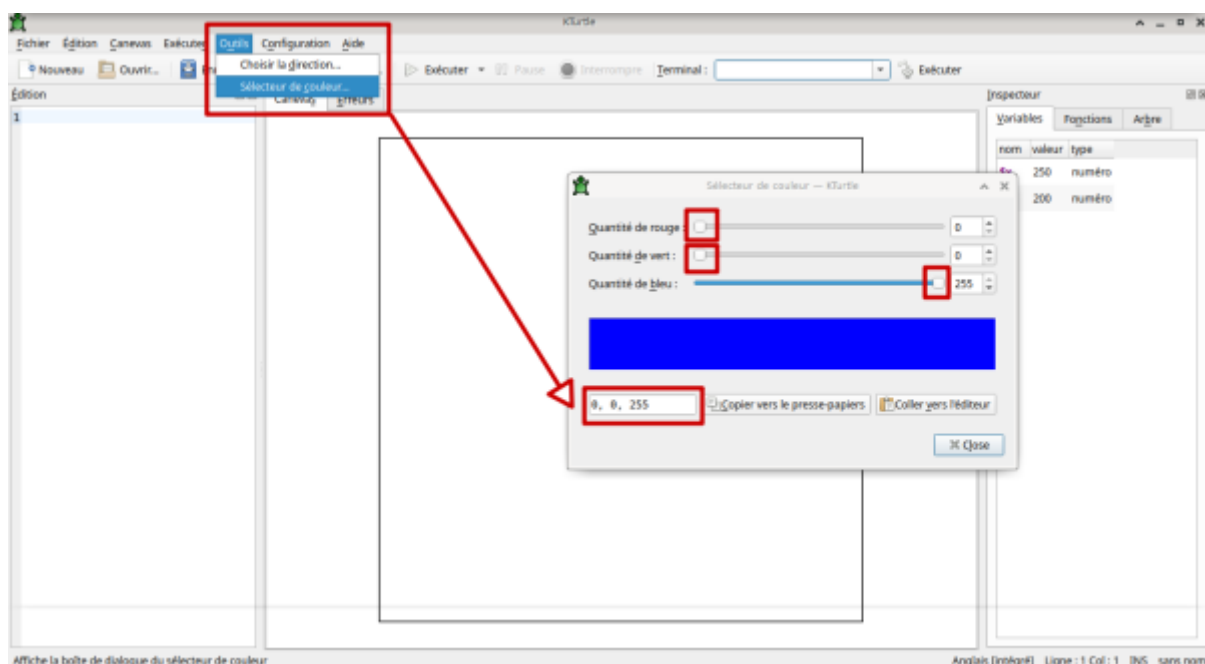 KTurtle
Fichier Édition Canevas Exécuter Outils Configuration Aide
Nouveau Ouvrir... Exécuter Pause Interrompre Terminal : Exécuter
Choisir la direction...
Sélecteur de couleur...
Édition
Canevas Erreurs
Inspecteur
1
Variables Fonctions Arbre
nom valeur type
250 numéro
200 numéro
Sélecteur de couleur — KTurtle
Quantité de rouge : 0
Quantité de vert : 0
Quantité de bleu : 255
0, 0, 255 Copier vers le presse-papiers Coller vers l'éditeur
Close
Affiche la boîte de dialogue du sélecteur de couleur
Anglais [intégré] Ligne : 1 Col : 1 INS sans nom